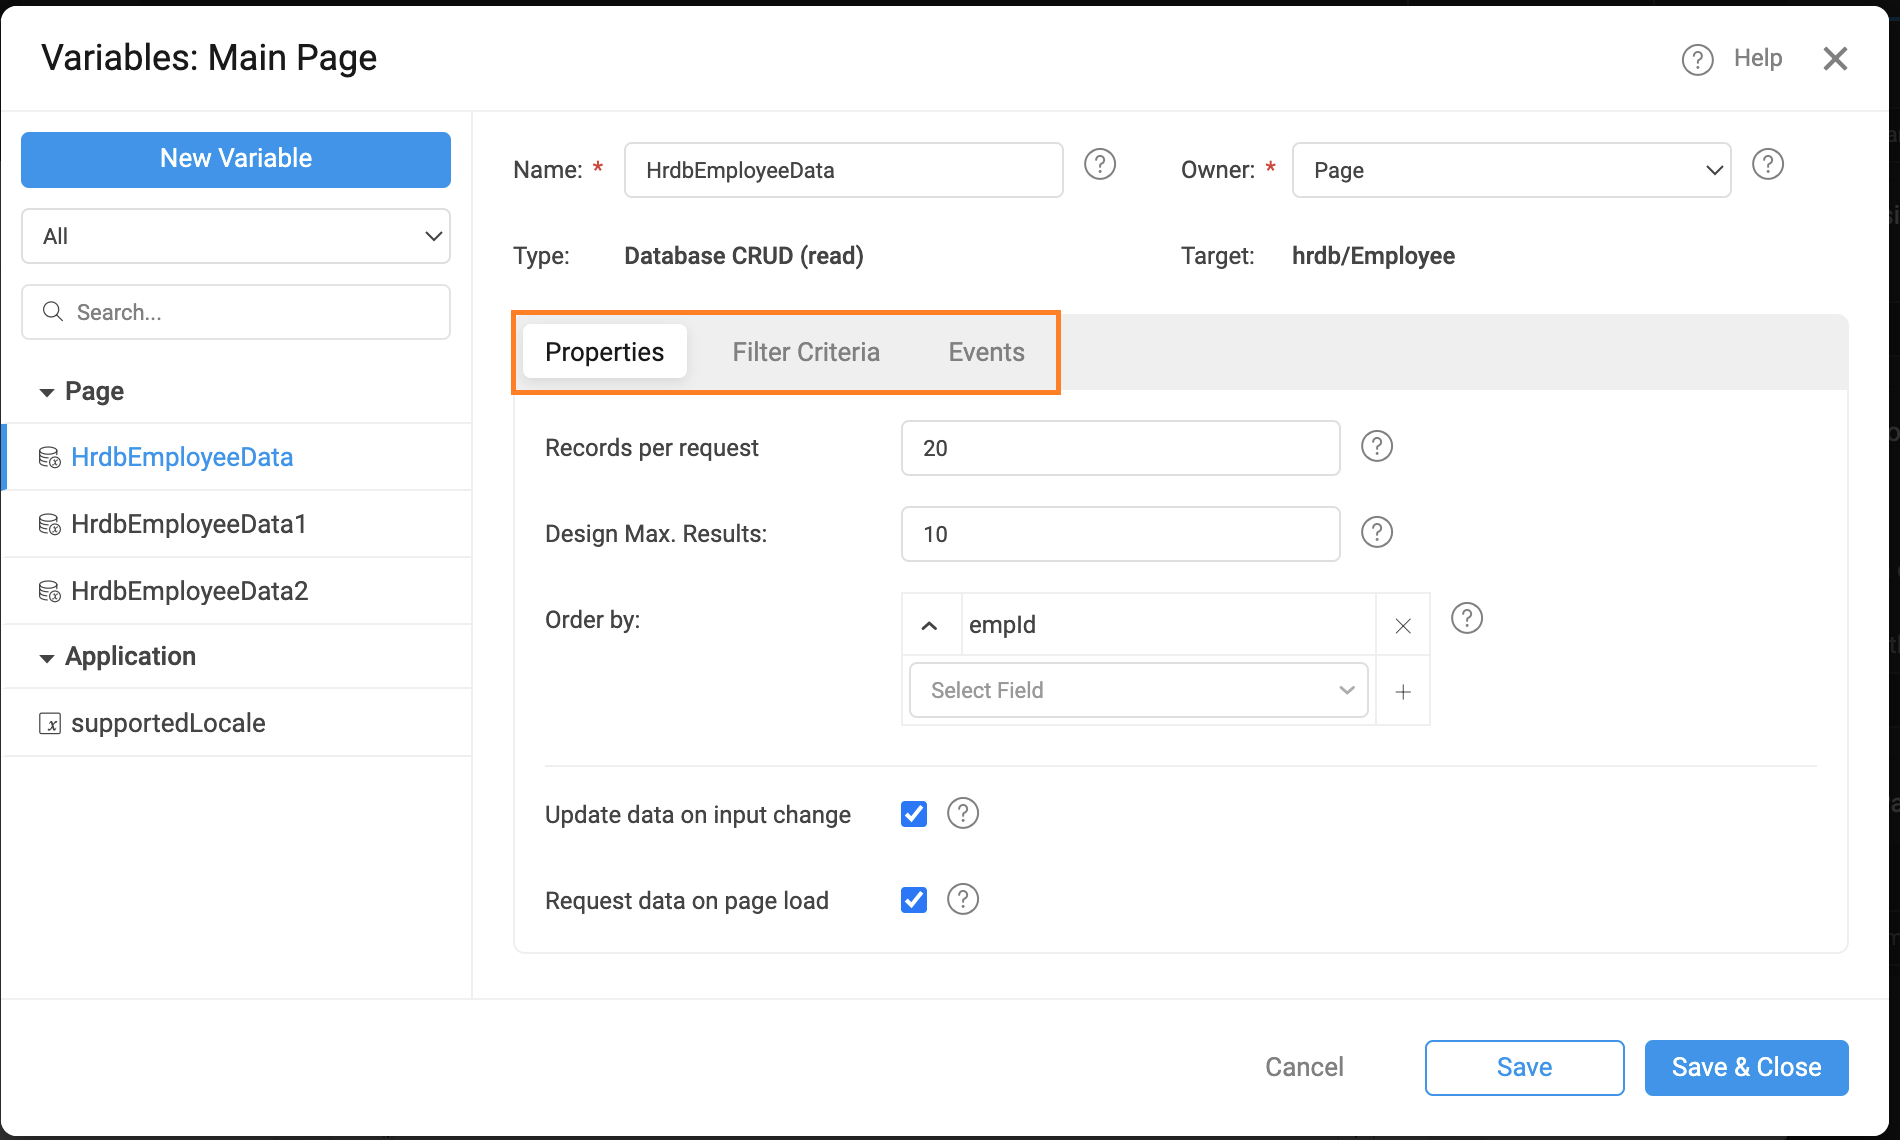 Variables: Main Page
Help
New Variable
All
Search...
Page
HrdbEmployeeData
HrdbEmployeeData1
HrdbEmployeeData2
Application
supportedLocale
Name: *
HrdbEmployeeData
Owner: *
Page
Type:
Database CRUD (read)
Target:
hrdb/Employee
Properties
Filter Criteria
Events
Records per request
20
Design Max. Results:
10
Order by:
empId
Select Field
Update data on input change
Request data on page load
Cancel
Save
Save & Close